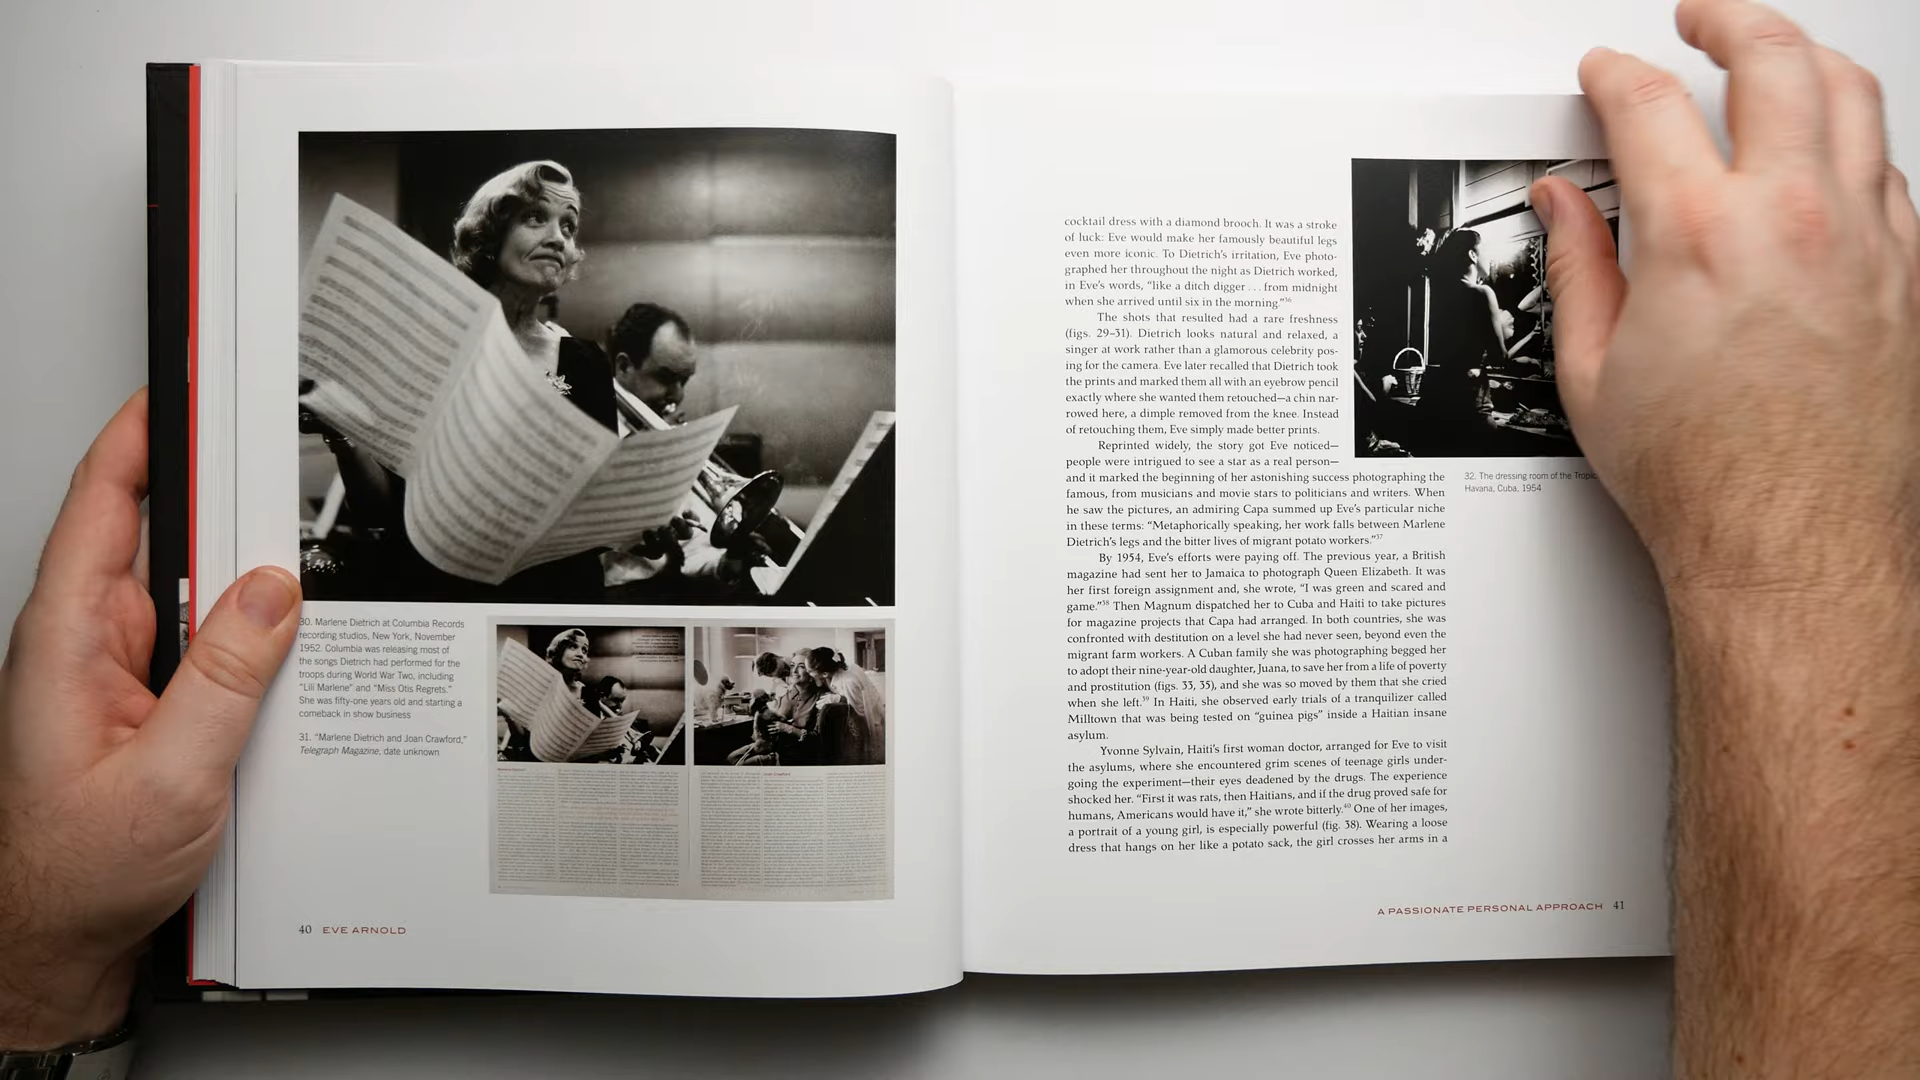 30. Marlene Dietrich at Columbia Records
recording studios, New York, November
1952. Columbia was releasing most of
the songs Dietrich had performed for the
troops during World War Two, including
“Lili Marlene” and “Miss Otis Regrets.”
She was fifty-one years old and starting a
comeback in show business
31. “Marlene Dietrich and Joan Crawford,”
Telegraph Magazine, date unknown
40 EVE ARNOLD
cocktail dress with a diamond brooch. It was a stroke
of luck: Eve would make her famously beautiful legs
even more iconic. To Dietrich’s irritation, Eve photo-
graphed her throughout the night as Dietrich worked,
in Eve’s words, “like a ditch digger . . . from midnight
when she arrived until six in the morning.”36
The shots that resulted had a rare freshness
(figs. 29–31). Dietrich looks natural and relaxed, a
singer at work rather than a glamorous celebrity pos-
ing for the camera. Eve later recalled that Dietrich took
the prints and marked them all with an eyebrow pencil
exactly where she wanted them retouched—a chin nar-
rowed here, a dimple removed from the knee. Instead
of retouching them, Eve simply made better prints.
Reprinted widely, the story got Eve noticed—
people were intrigued to see a star as a real person—
and it marked the beginning of her astonishing success photographing the
famous, from musicians and movie stars to politicians and writers. When
he saw the pictures, an admiring Capa summed up Eve’s particular niche
in these terms: “Metaphorically speaking, her work falls between Marlene
Dietrich’s legs and the bitter lives of migrant potato workers.”37
By 1954, Eve’s efforts were paying off. The previous year, a British
magazine had sent her to Jamaica to photograph Queen Elizabeth. It was
her first foreign assignment and, she wrote, “I was green and scared and
game.”38 Then Magnum dispatched her to Cuba and Haiti to take pictures
for magazine projects that Capa had arranged. In both countries, she was
confronted with destitution on a level she had never seen, beyond even the
migrant farm workers. A Cuban family she was photographing begged her
to adopt their nine-year-old daughter, Juana, to save her from a life of poverty
and prostitution (figs. 33, 35), and she was so moved by them that she cried
when she left.39 In Haiti, she observed early trials of a tranquilizer called
Milltown that was being tested on “guinea pigs” inside a Haitian insane
asylum.
Yvonne Sylvain, Haiti’s first woman doctor, arranged for Eve to visit
the asylums, where she encountered grim scenes of teenage girls under-
going the experiment—their eyes deadened by the drugs. The experience
shocked her. “First it was rats, then Haitians, and if the drug proved safe for
humans, Americans would have it,” she wrote bitterly.40 One of her images,
a portrait of a young girl, is especially powerful (fig. 38). Wearing a loose
dress that hangs on her like a potato sack, the girl crosses her arms in a
32. The dressing room of the Tropic
Havana, Cuba, 1954
A PASSIONATE PERSONAL APPROACH 41